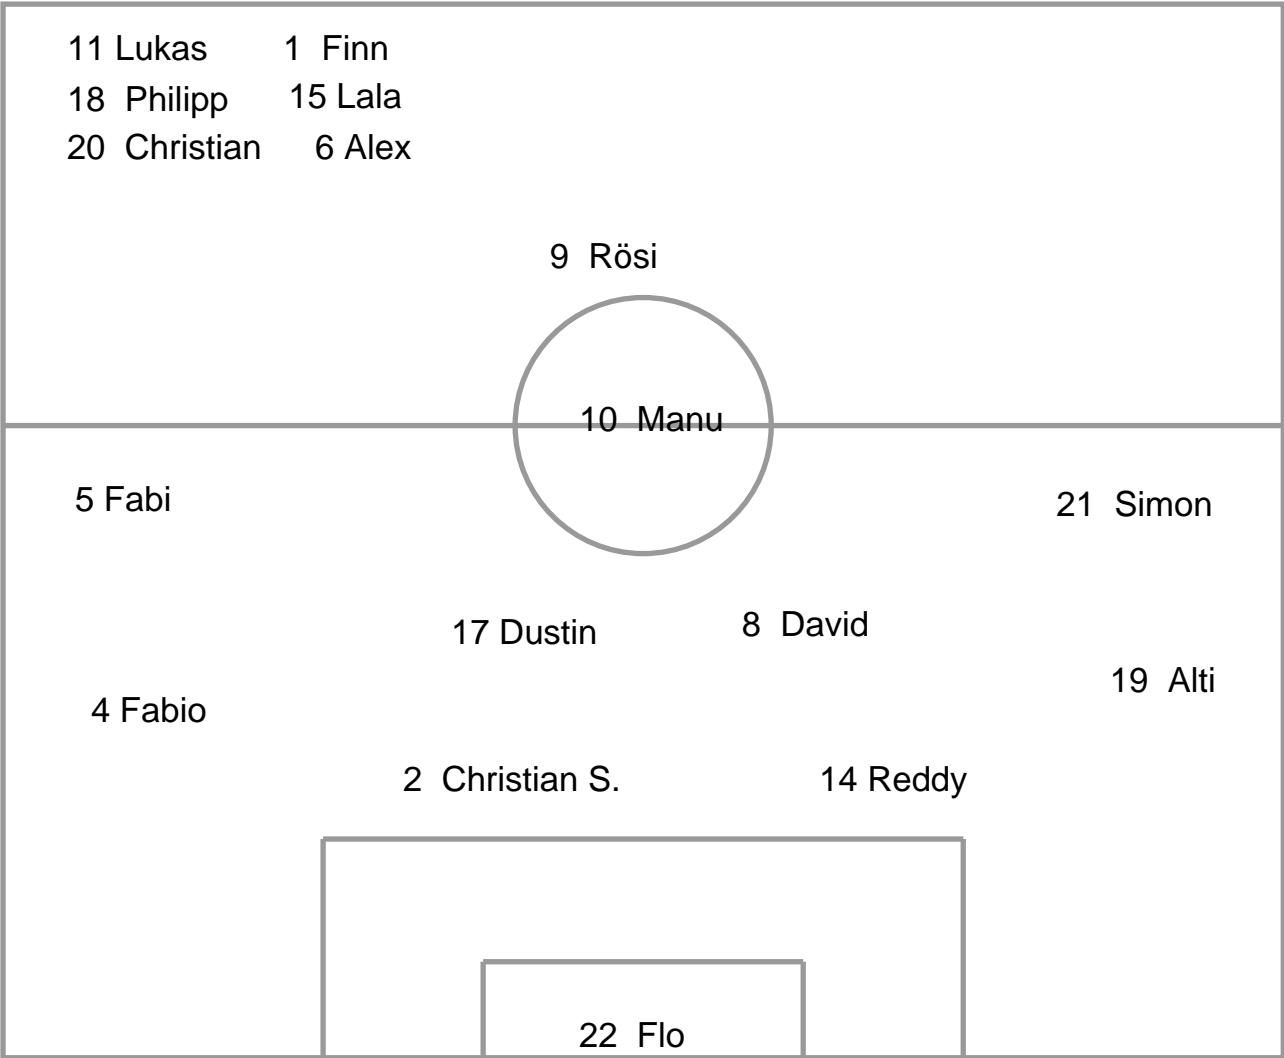 11 Lukas
1  Finn
18  Philipp
15 Lala
20  Christian
6 Alex
9  Rösi
10  Manu
5 Fabi
21  Simon
17 Dustin
8  David
4 Fabio
19  Alti
2  Christian S.
14 Reddy
22  Flo